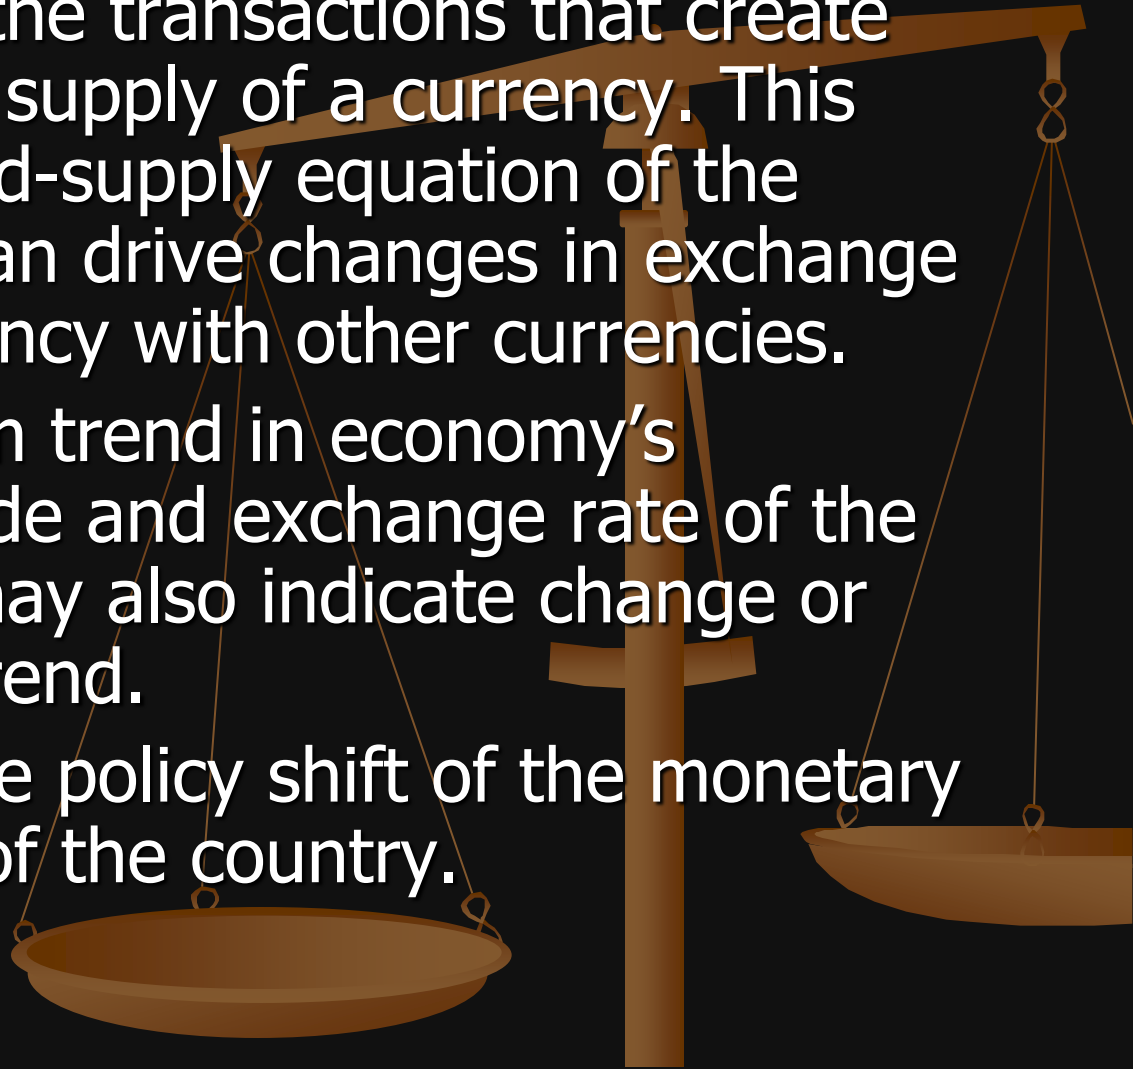 the transactions that create
supply of a currency. This
d-supply equation of the
an drive changes in exchange
ncy with other currencies.
m trend in economy’s
de and exchange rate of the
may also indicate change or
rend.
e policy shift of the monetary
of the country.